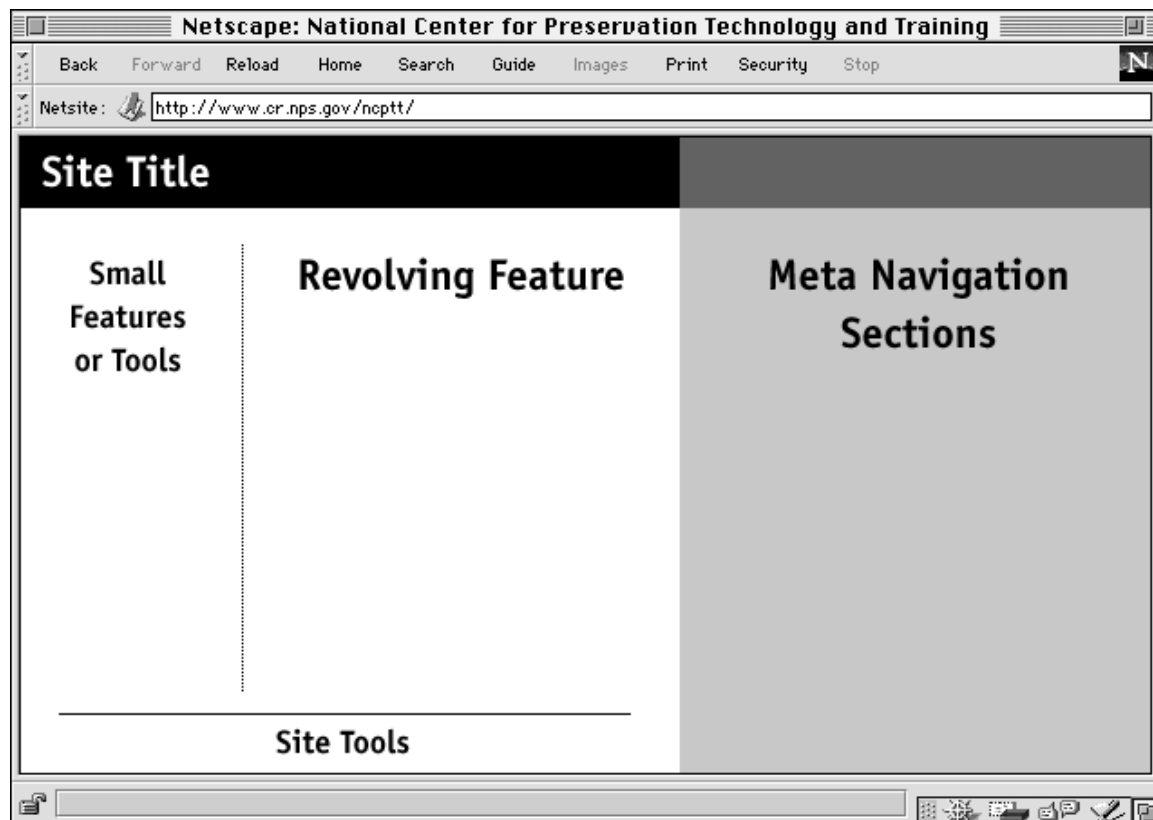 Netscape: National Center for Preservation Technology and Training
Back Forward Reload Home Search Guide Images Print Security Stop
N
Netsite: http://www.cr.nps.gov/ncptt/
Site Title
Small
Features
or Tools
Revolving Feature
Meta Navigation
Sections
Site Tools